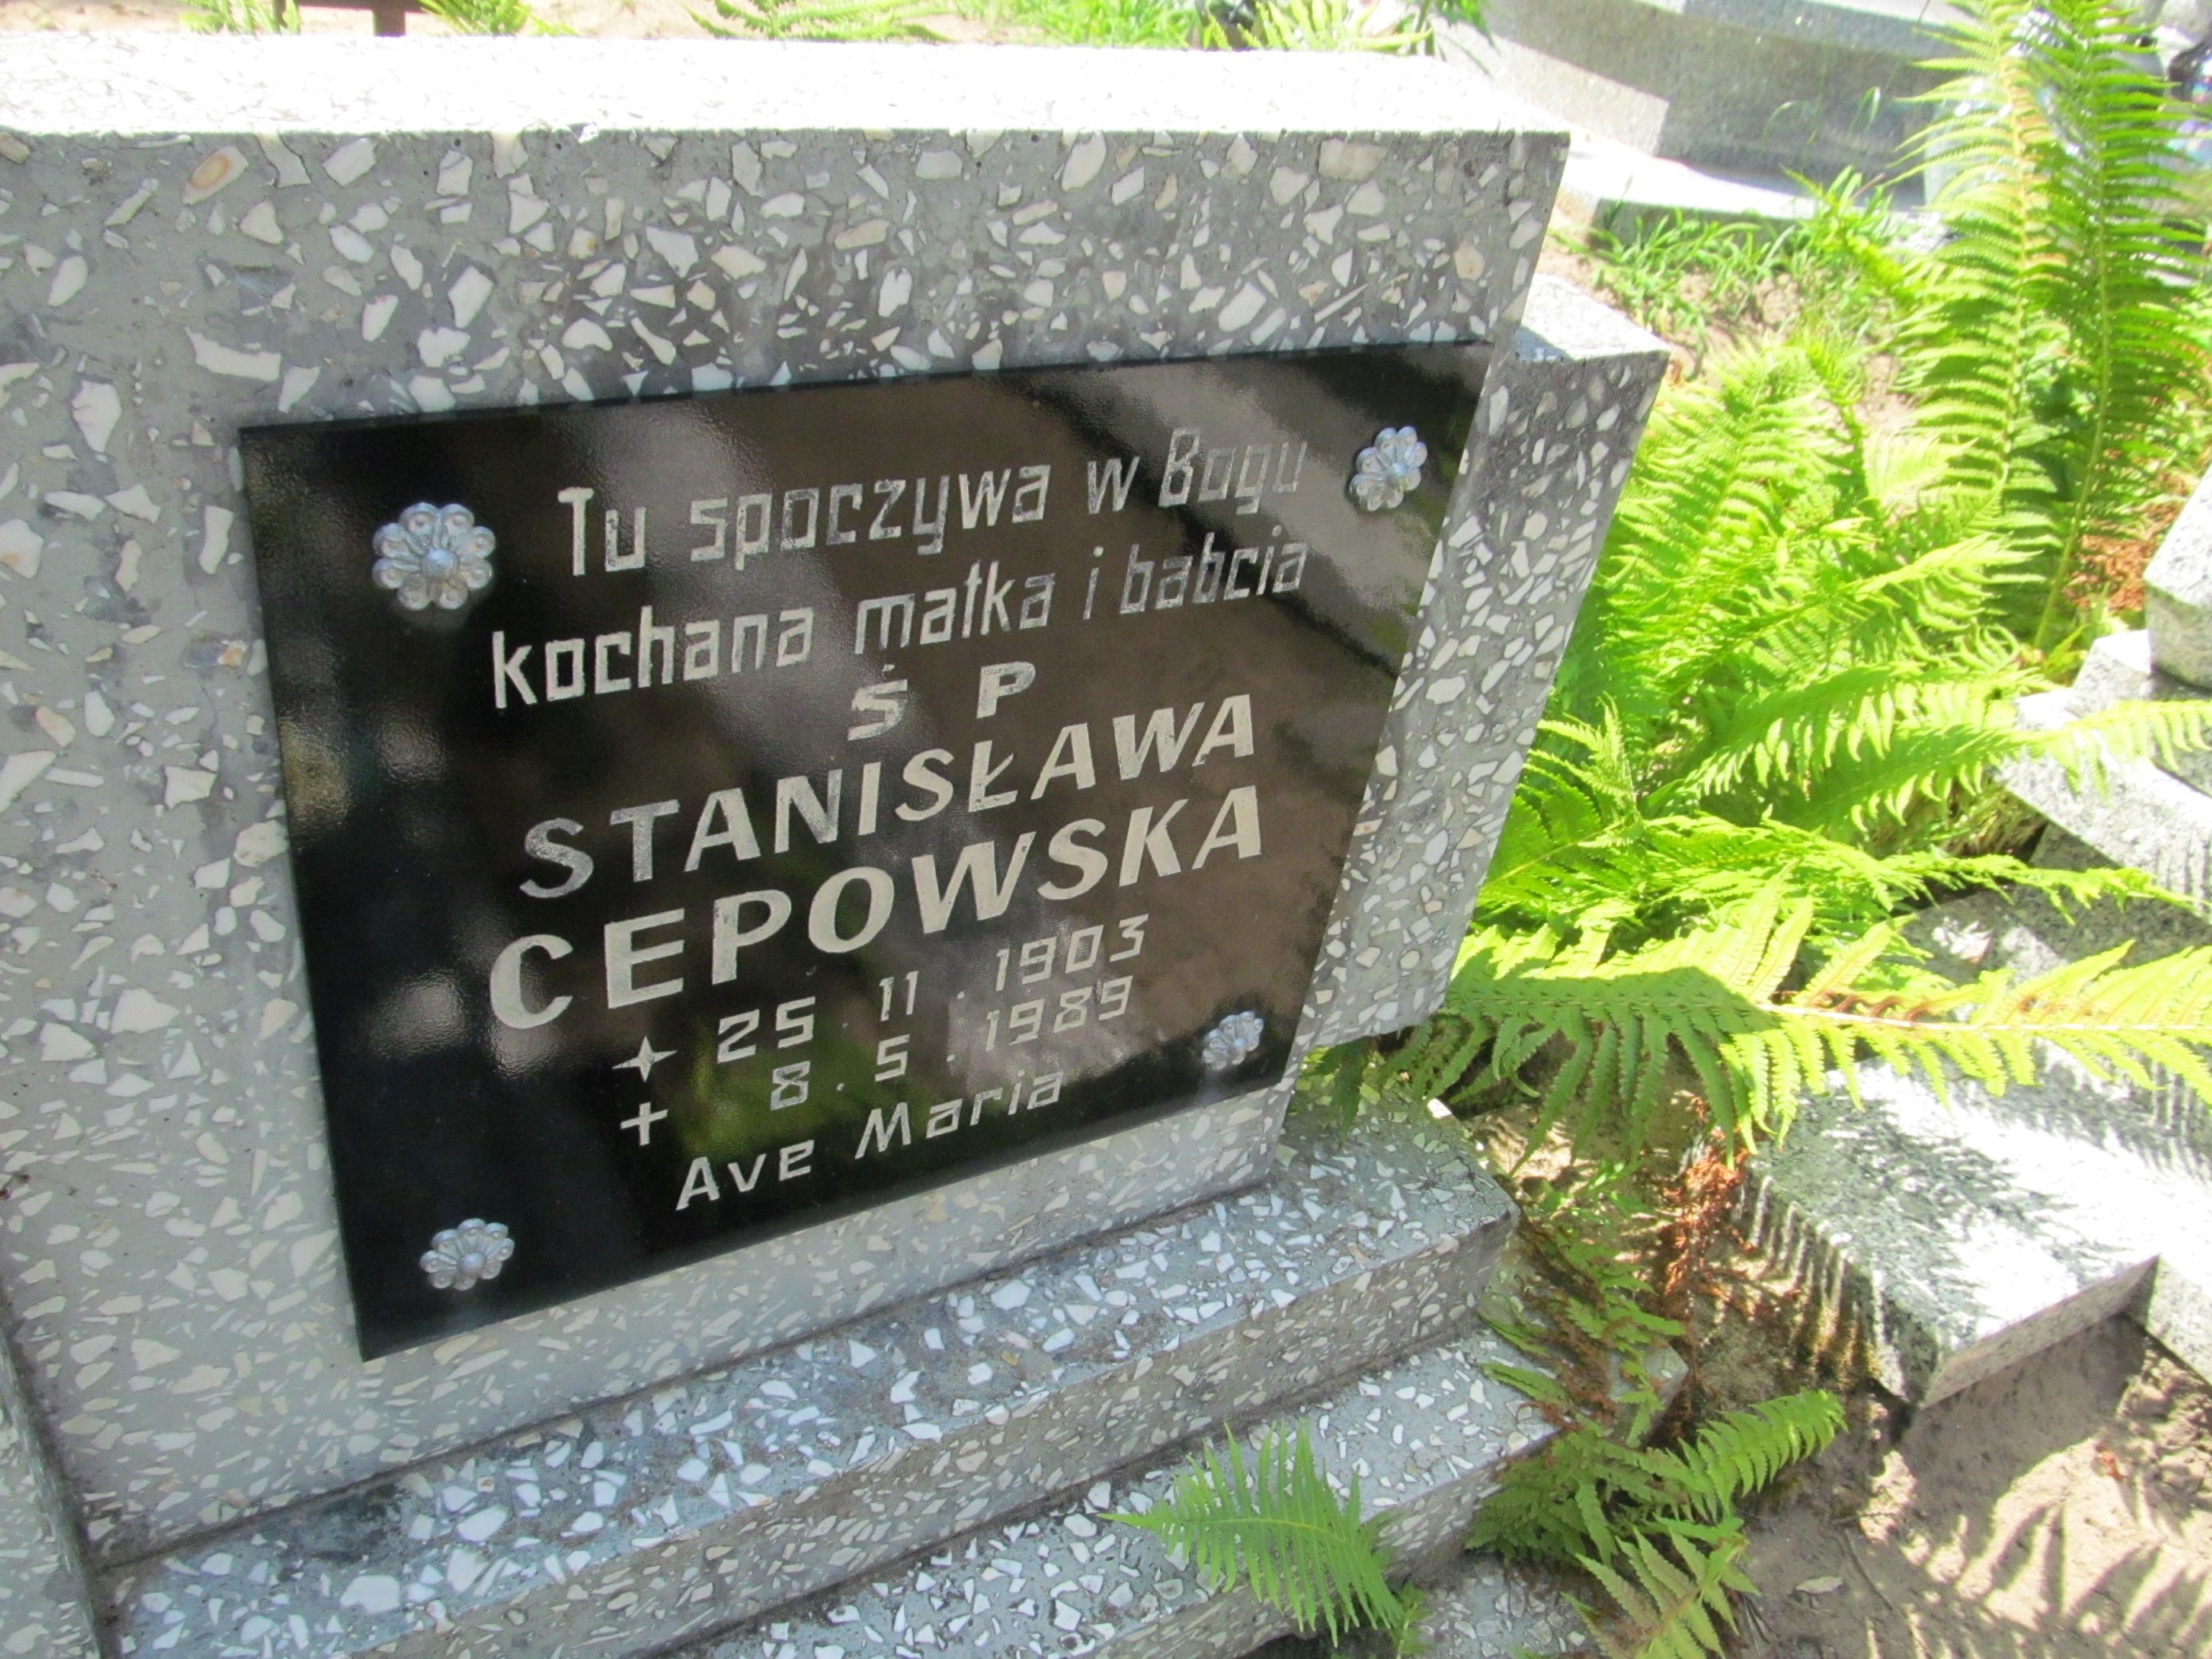 Tu spoczywa w Bogu
kochana matka i babcia
Ś P
STANISŁAWA
CEPOWSKA
25 11 . 1903
+ 8 . 5 . 1989
Ave Maria